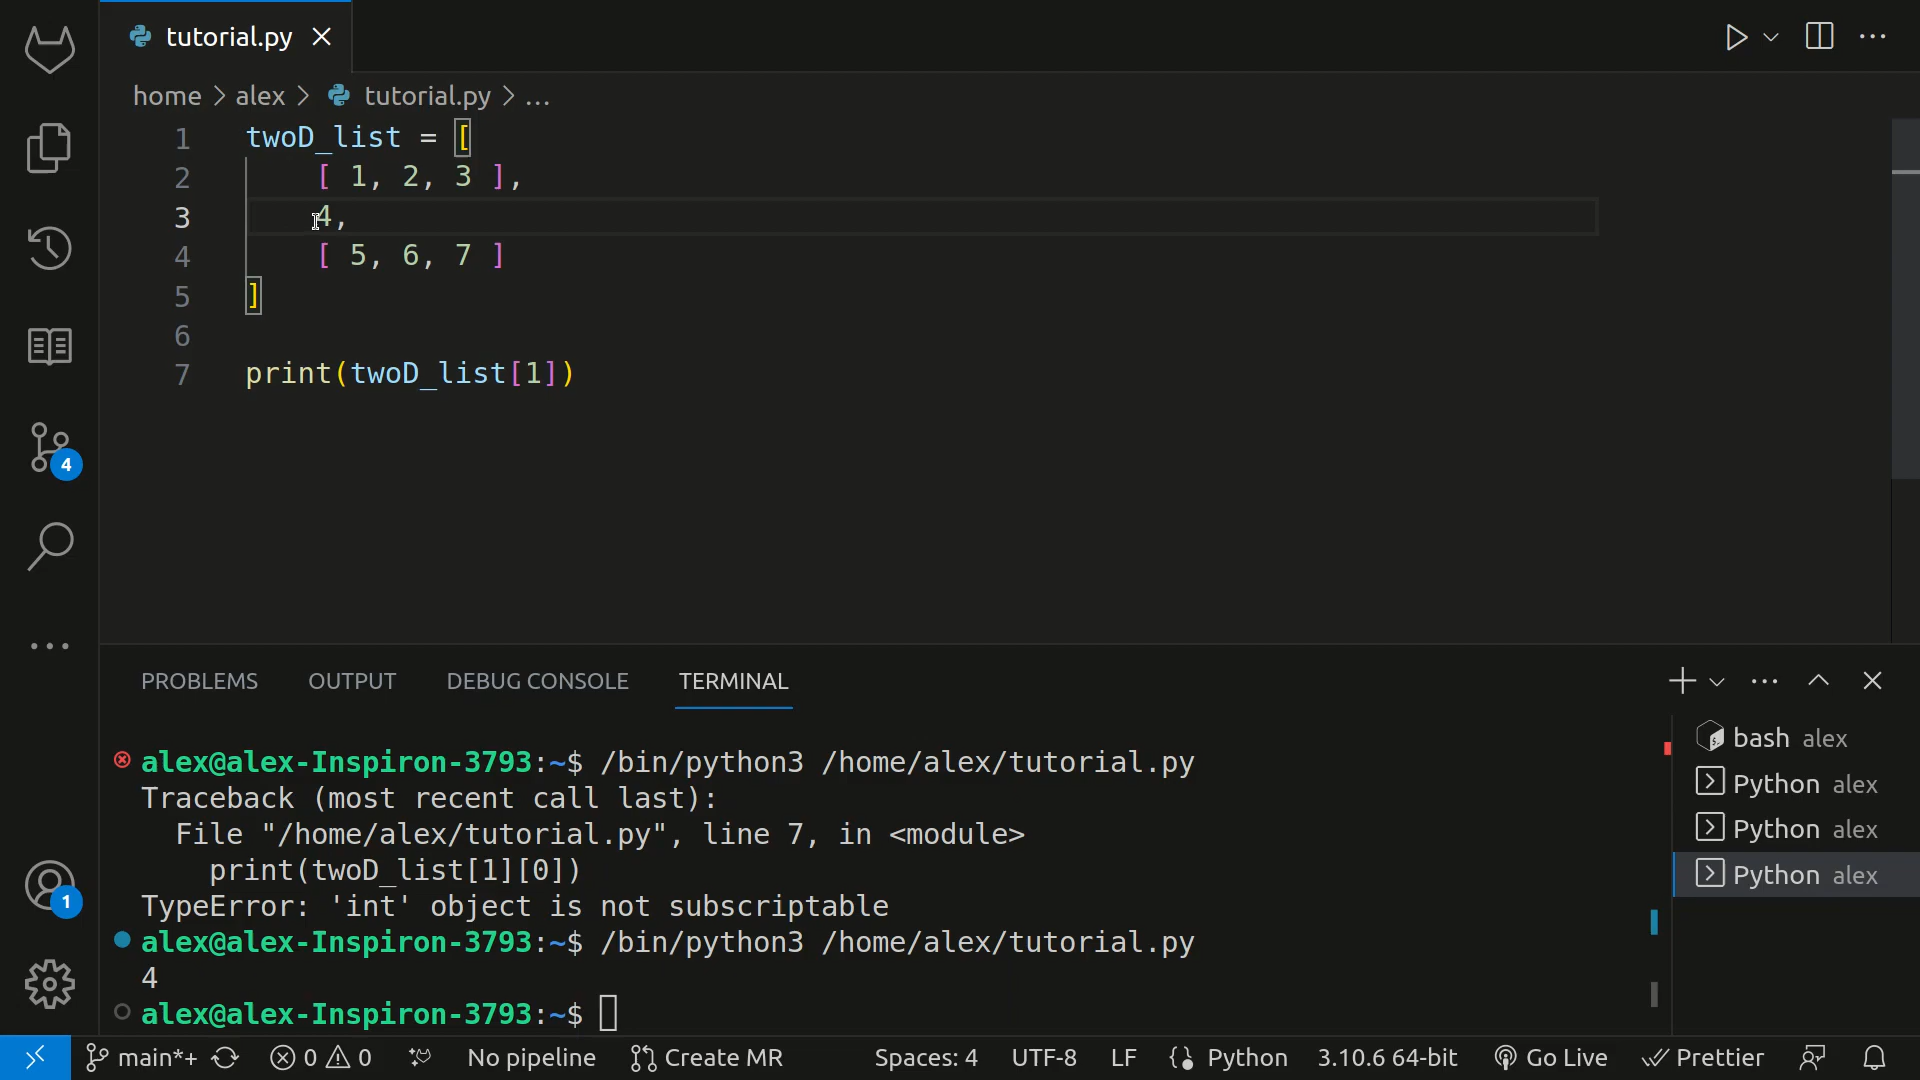 tutorial.py
home > alex > tutorial.py > ...
1 twoD_list = [
2 [ 1, 2, 3 ],
3 4,
4 [ 5, 6, 7 ]
5 ]
6
7 print(twoD_list[1])
4
1
PROBLEMS OUTPUT DEBUG CONSOLE TERMINAL
alex@alex-Inspiron-3793:~$ /bin/python3 /home/alex/tutorial.py
Traceback (most recent call last):
File "/home/alex/tutorial.py", line 7, in <module>
print(twoD_list[1][0])
TypeError: 'int' object is not subscriptable
alex@alex-Inspiron-3793:~$ /bin/python3 /home/alex/tutorial.py
4
alex@alex-Inspiron-3793:~$
bash alex
Python alex
Python alex
Python alex
main*+ 0 0 No pipeline Create MR Spaces: 4 UTF-8 LF Python 3.10.6 64-bit Go Live Prettier